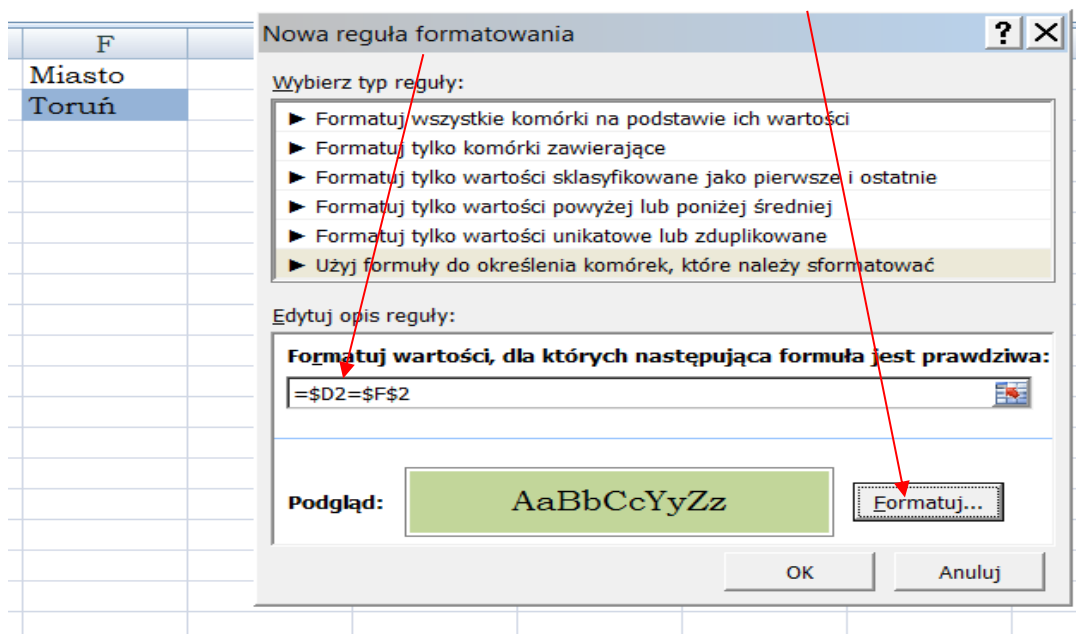 F
Miasto
Toruń
Nowa reguła formatowania
?
Wybierz typ reguły:
► Formatuj wszystkie komórki na podstawie ich wartości
► Formatuj tylko komórki zawierające
► Formatuj tylko wartości sklasyfikowane jako pierwsze i ostatnie
► Formatuj tylko wartości powyżej lub poniżej średniej
► Formatuj tylko wartości unikatowe lub zduplikowane
► Użyj formuły do określenia komórek, które należy sformatować
Edytuj opis reguły:
Formatuj wartości, dla których następująca formuła jest prawdziwa:
=$D2=$F$2
Podgląd:
AaBbCcYyZz
Formatuj...
OK
Anuluj